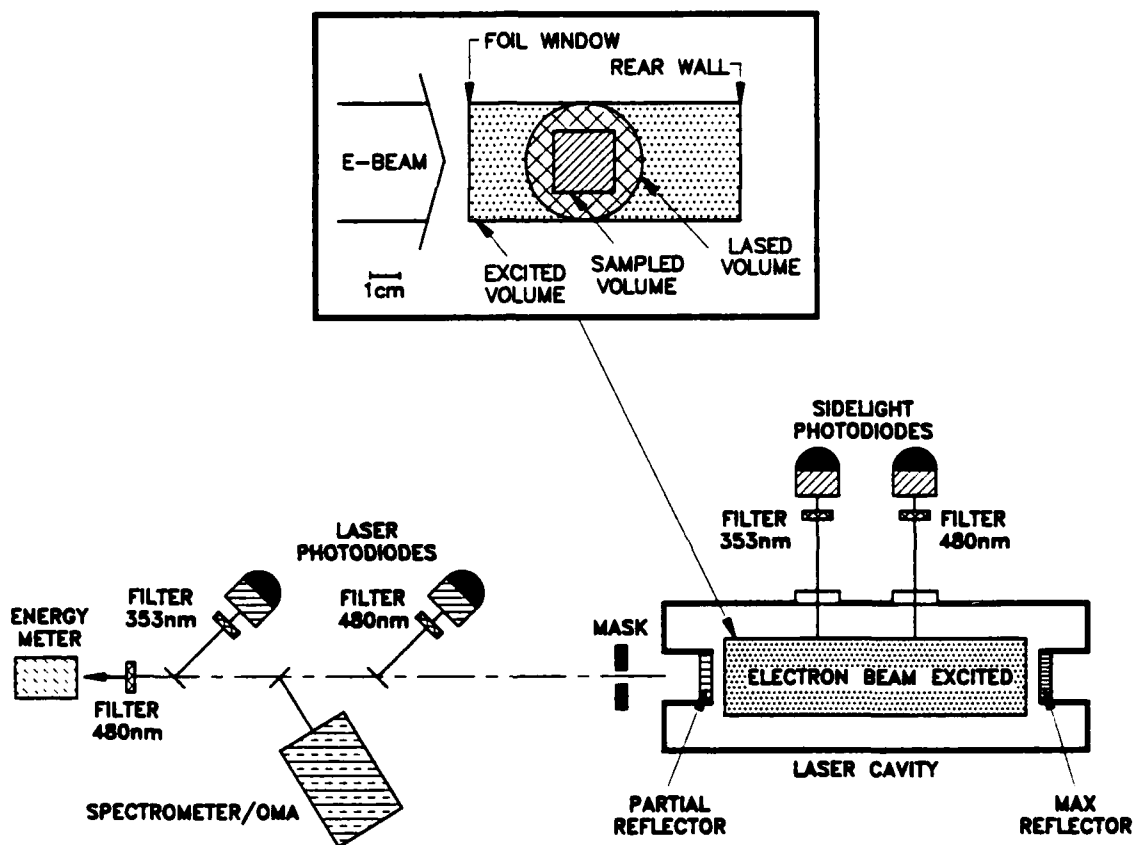 FOIL WINDOW
REAR WALL
E-BEAM
1cm
EXCITED
VOLUME
SAMPLED
VOLUME
LASED
VOLUME
SIDELIGHT
PHOTODIODES
FILTER
353nm
FILTER
480nm
LASER
PHOTODIODES
FILTER
353nm
FILTER
480nm
ENERGY
METER
MASK
FILTER
480nm
ELECTRON BEAM EXCITED
SPECTROMETER/OMA
LASER CAVITY
PARTIAL
REFLECTOR
MAX
REFLECTOR